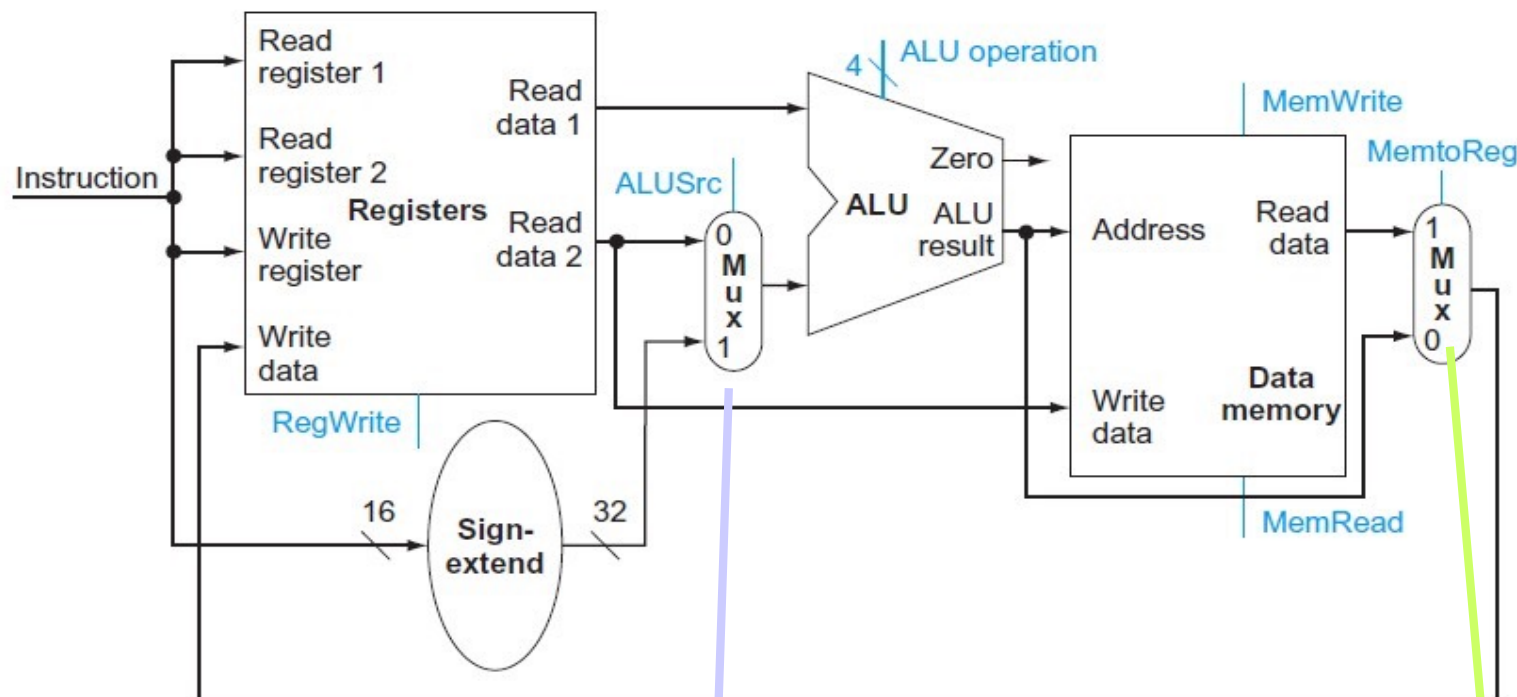 Instruction
Read
register 1
Read
register 2
Registers
Write
register
Write
data
Read
data 1
Read
data 2
RegWrite
16
Sign-
extend
32
ALUSrc
0
M
u
x
1
4
ALU operation
Zero
ALU
ALU
result
MemWrite
Address
Read
data
Write
data
Data
memory
MemRead
MemtoReg
1
M
u
x
0